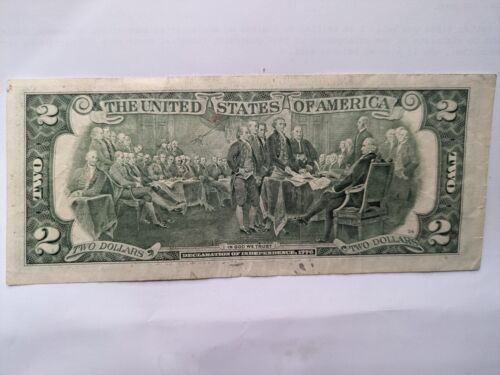 THE UNITED STATES OF AMERICA
2
2
TWO
TWO
2
2
IN GOD WE TRUST
TWO DOLLARS
TWO DOLLARS
DECLARATION OF INDEPENDENCE, 1776